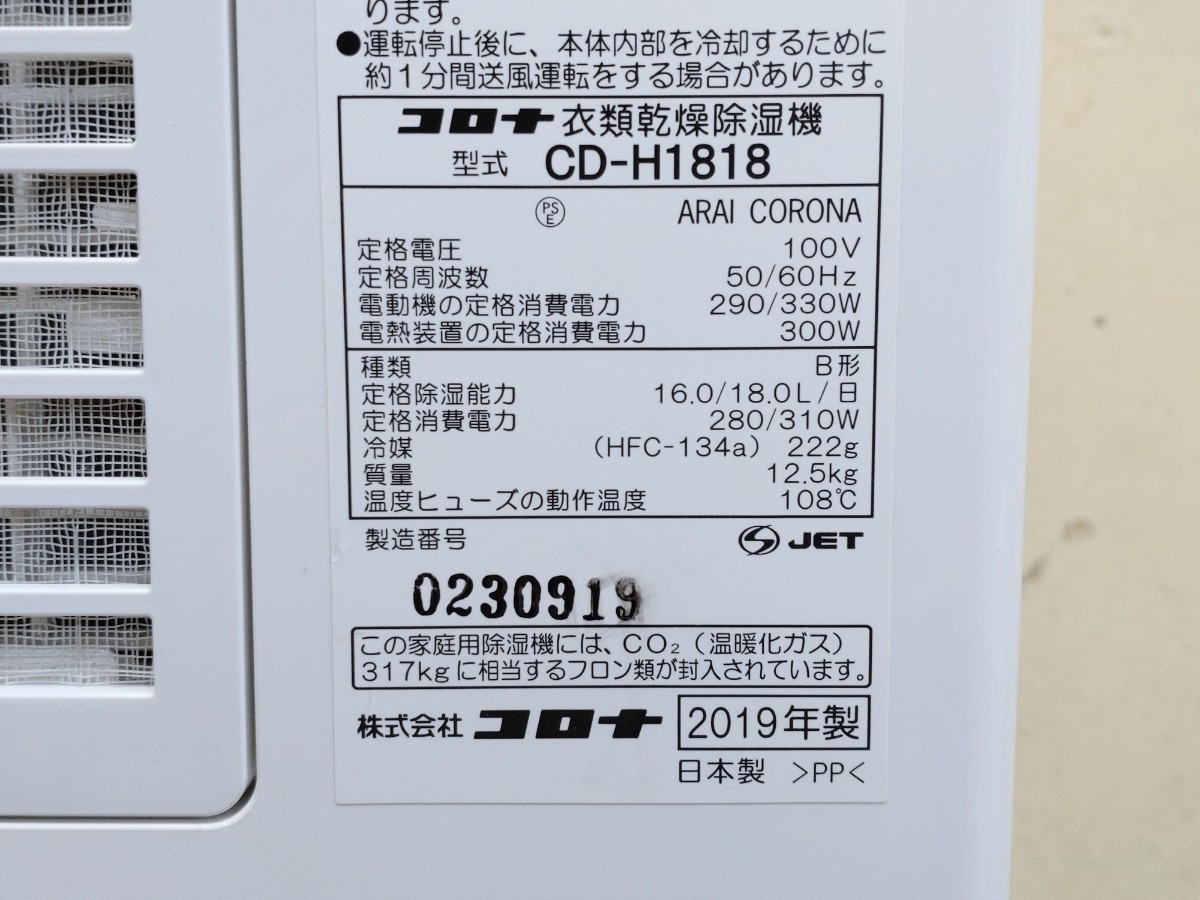 ります。
●運転停止後に、本体内部を冷却するために
約1分間送風運転をする場合があります。
コロナ 衣類乾燥除湿機
型式 CD-H1818
PS E ARAI CORONA
定格電圧 100V
定格周波数 50/60Hz
電動機の定格消費電力 290/330W
電熱装置の定格消費電力 300W
種類 B形
定格除湿能力 16.0/18.0L/日
定格消費電力 280/310W
冷媒 (HFC-134a) 222g
質量 12.5kg
温度ヒューズの動作温度 108℃
製造番号 JET
0230919
この家庭用除湿機には、CO₂(温暖化ガス)
317kgに相当するフロン類が封入されています。
株式会社 コロナ 2019年製
日本製 >PP<